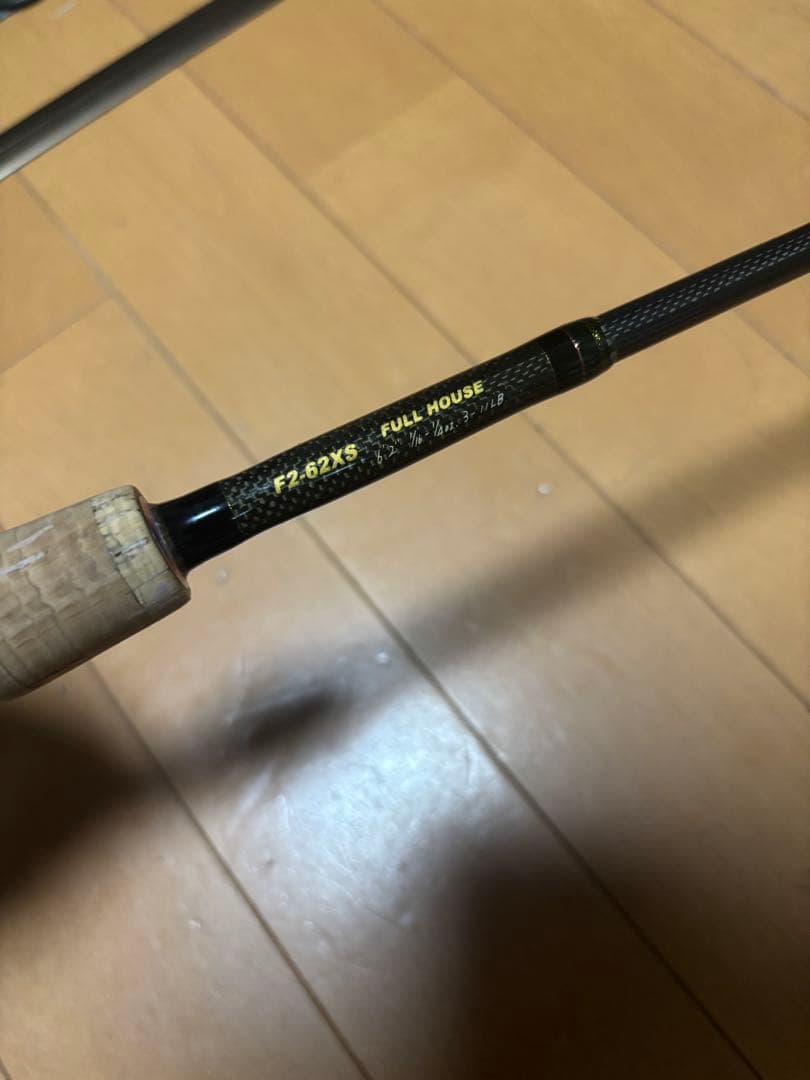 F2-62XS FULL HOUSE
6'2" 1/16-1/4oz. 3-11LB